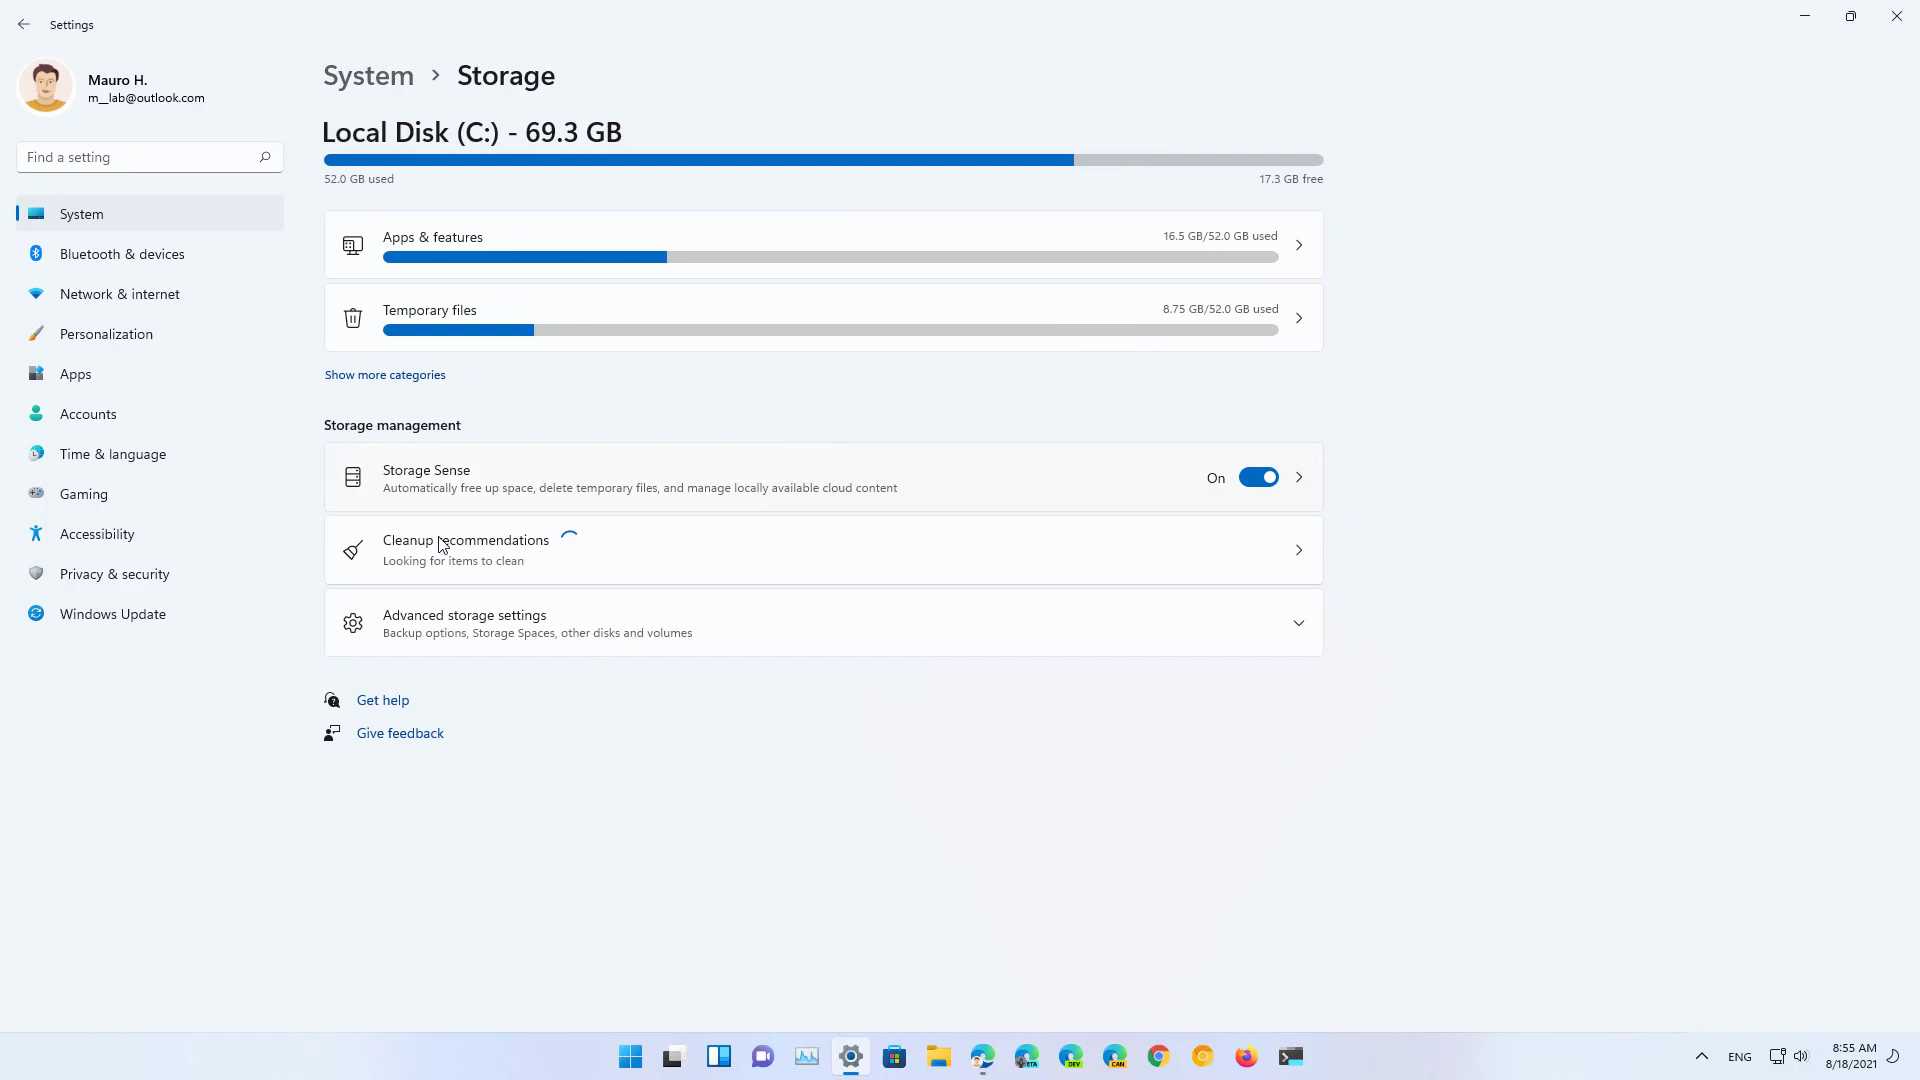 Settings
Mauro H.
m__lab@outlook.com
Find a setting
System
Bluetooth & devices
Network & internet
Personalization
Apps
Accounts
Time & language
Gaming
Accessibility
Privacy & security
Windows Update
System > Storage
Local Disk (C:) - 69.3 GB
52.0 GB used
17.3 GB free
Apps & features
16.5 GB/52.0 GB used
Temporary files
8.75 GB/52.0 GB used
Show more categories
Storage management
Storage Sense
Automatically free up space, delete temporary files, and manage locally available cloud content
On
Cleanup recommendations
Looking for items to clean
Advanced storage settings
Backup options, Storage Spaces, other disks and volumes
Get help
Give feedback
BETA
DEV
CAN
ENG
8:55 AM
8/18/2021